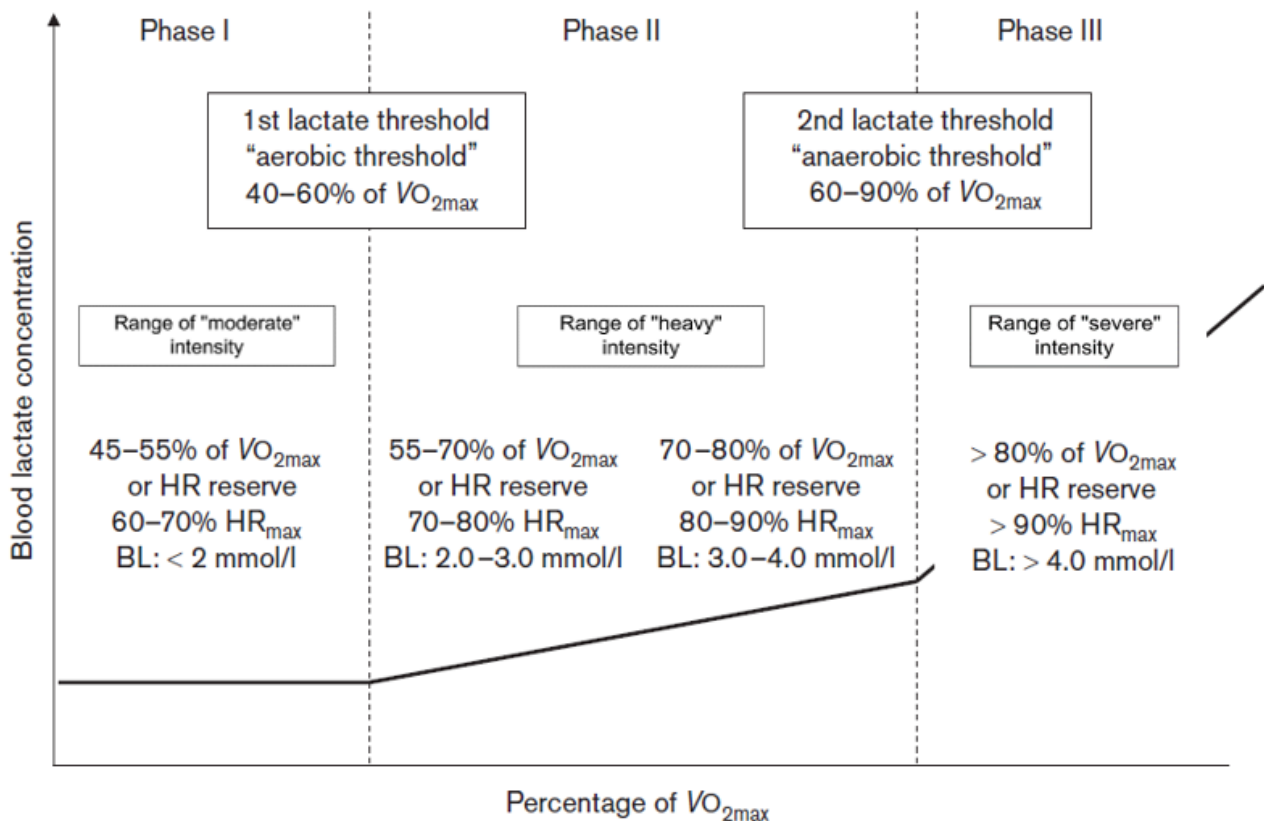 Phase I
Phase II
Phase III
1st lactate threshold
“aerobic threshold”
40–60% of VO2max
2nd lactate threshold
“anaerobic threshold”
60–90% of VO2max
Blood lactate concentration
Range of "moderate"
intensity
Range of "heavy"
intensity
Range of "severe"
intensity
45–55% of VO2max
or HR reserve
60–70% HRmax
BL: < 2 mmol/l
55–70% of VO2max
or HR reserve
70–80% HRmax
BL: 2.0–3.0 mmol/l
70–80% of VO2max
or HR reserve
80–90% HRmax
BL: 3.0–4.0 mmol/l
> 80% of VO2max
or HR reserve
> 90% HRmax
BL: > 4.0 mmol/l
Percentage of VO2max